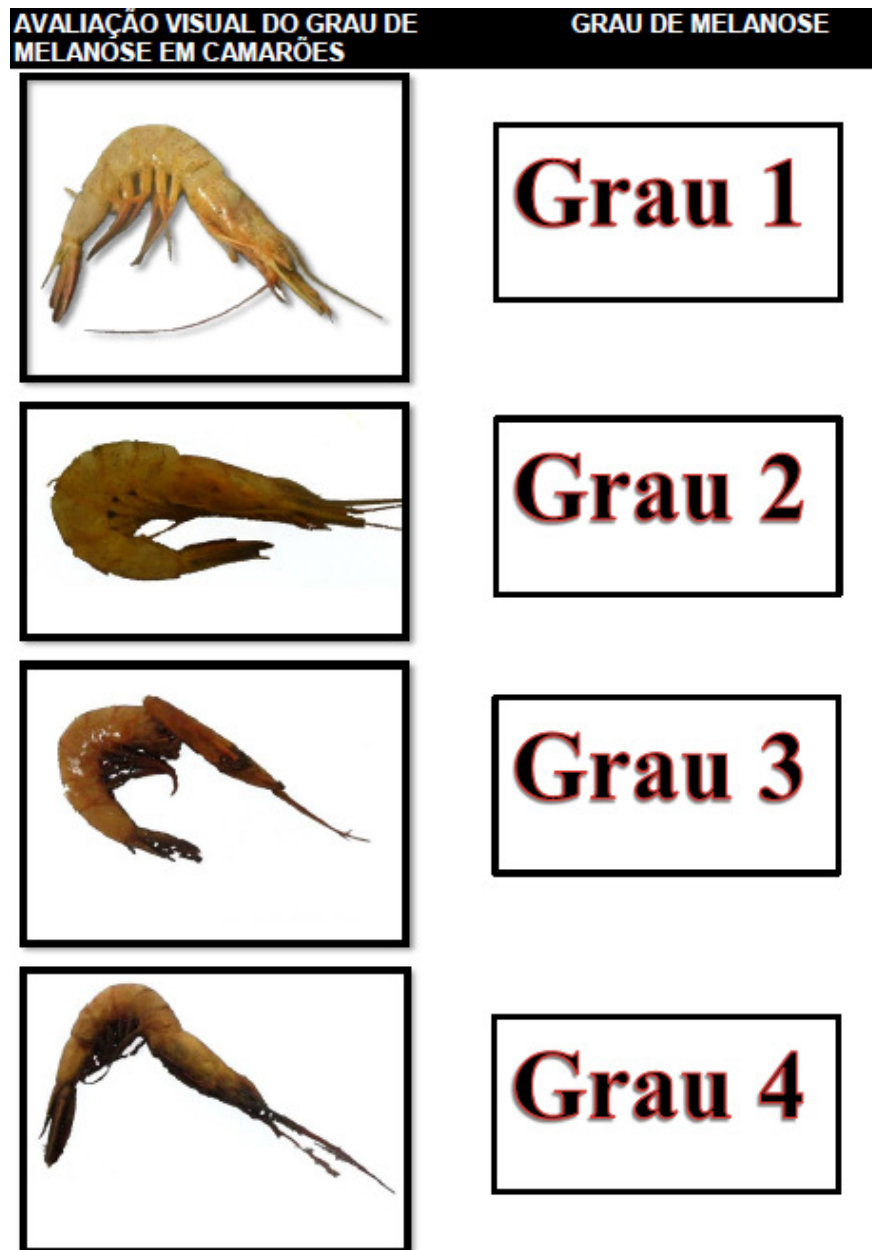 AVALIAÇÃO VISUAL DO GRAU DE
MELANOSE EM CAMARÕES
GRAU DE MELANOSE
Grau 1
Grau 2
Grau 3
Grau 4